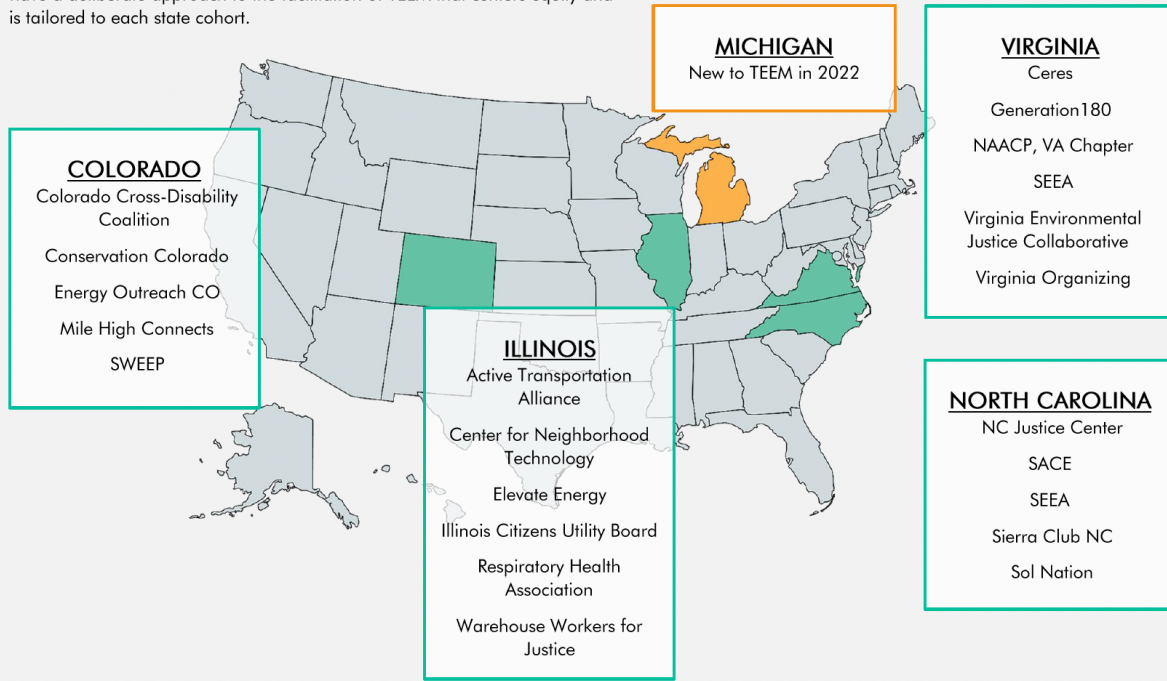 is tailored to each state cohort.
MICHIGAN
New to TEEM in 2022
VIRGINIA
Ceres
Generation180
NAACP, VA Chapter
SEEA
Virginia Environmental
Justice Collaborative
Virginia Organizing
COLORADO
Colorado Cross-Disability
Coalition
Conservation Colorado
Energy Outreach CO
Mile High Connects
SWEEP
ILLINOIS
Active Transportation
Alliance
Center for Neighborhood
Technology
Elevate Energy
Illinois Citizens Utility Board
Respiratory Health
Association
Warehouse Workers for
Justice
NORTH CAROLINA
NC Justice Center
SACE
SEEA
Sierra Club NC
Sol Nation